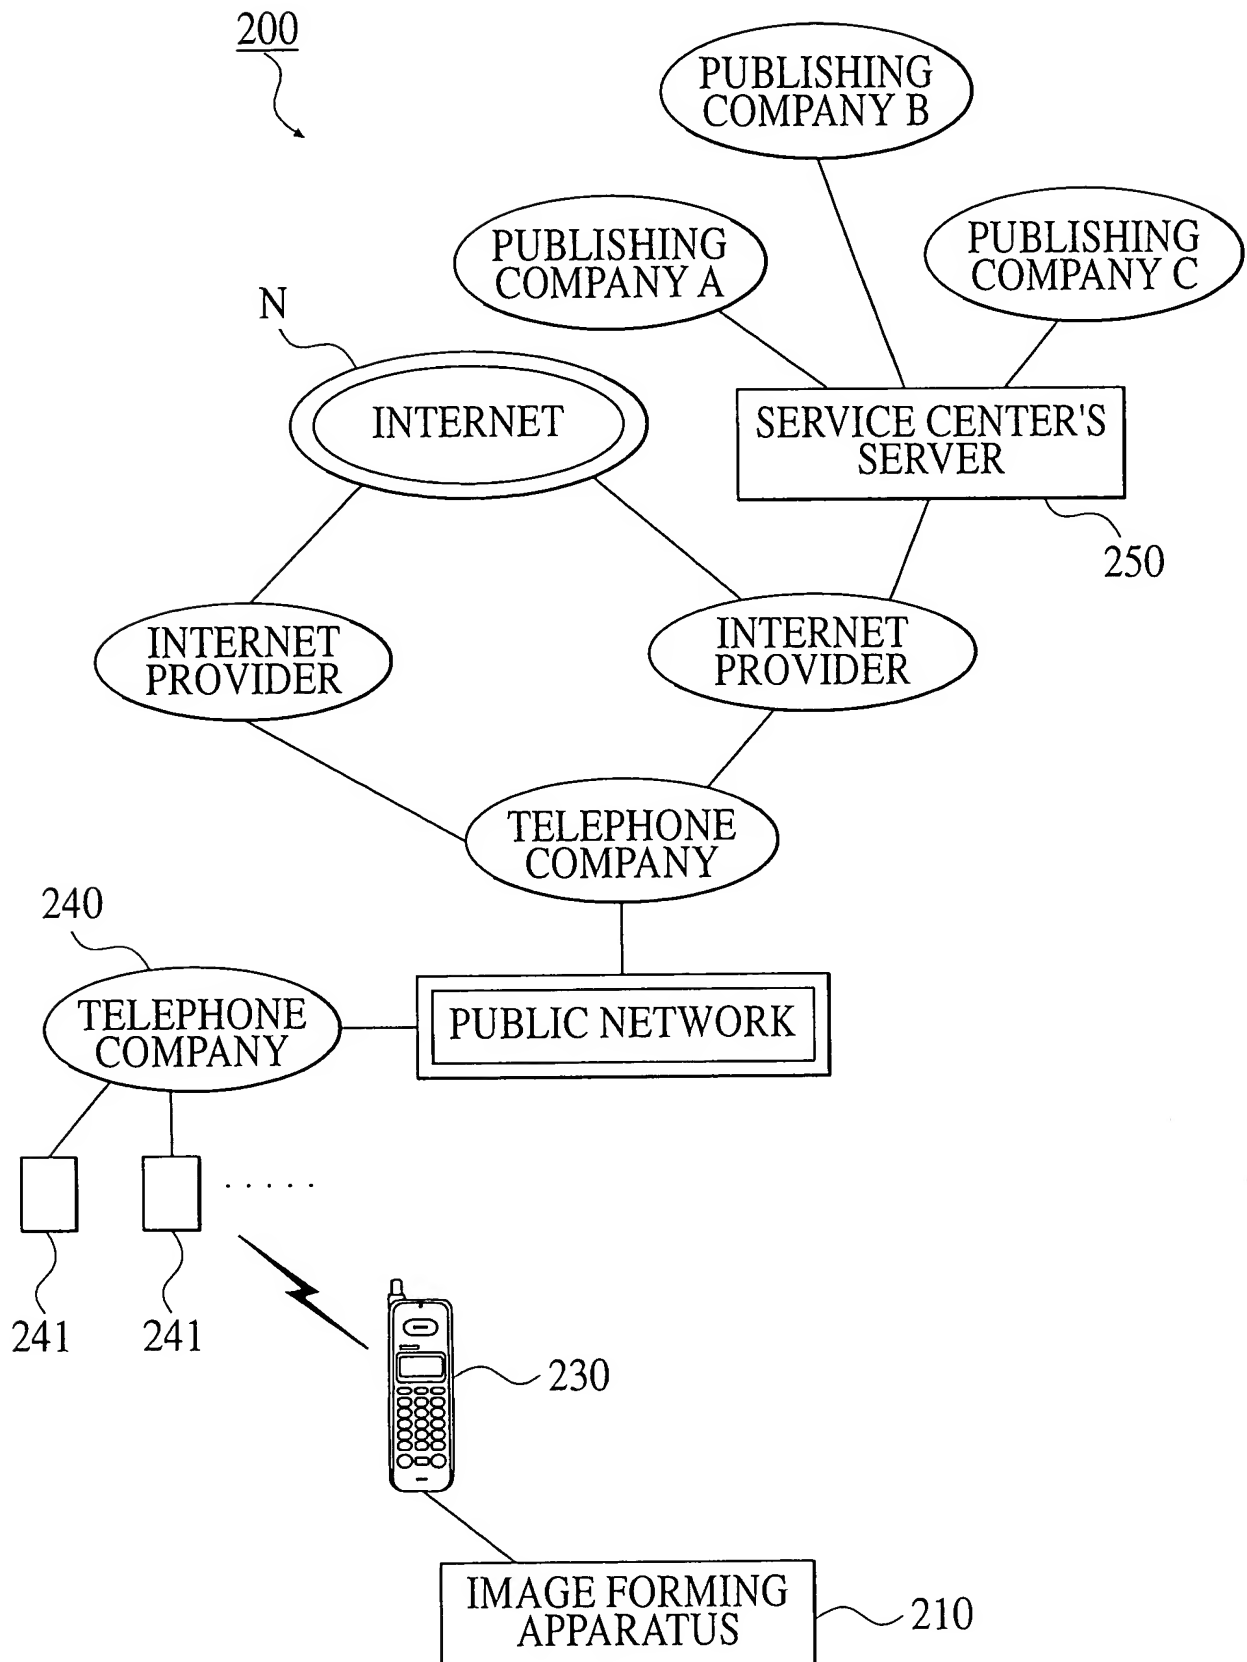 200
PUBLISHING
COMPANY B
PUBLISHING
COMPANY A
PUBLISHING
COMPANY C
N
INTERNET
SERVICE CENTER'S
SERVER
250
INTERNET
PROVIDER
INTERNET
PROVIDER
TELEPHONE
COMPANY
240
TELEPHONE
COMPANY
PUBLIC NETWORK
.....
241
241
230
IMAGE FORMING
APPARATUS
210